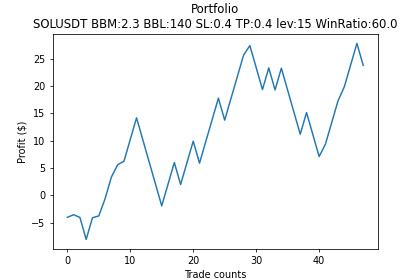 Portfolio
SOLUSDT BBM:2.3 BBL:140 SL:0.4 TP:0.4 lev:15 WinRatio:60.0
25
20
15
10
5
0
−5
Profit ($)
0 10 20 30 40
Trade counts